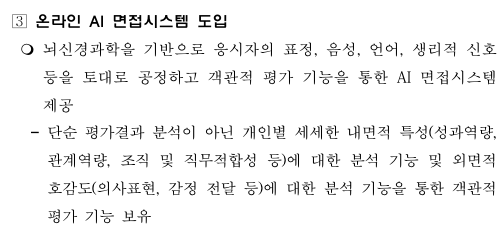 3 온라인 AI 면접시스템 도입
❍ 뇌신경과학을 기반으로 응시자의 표정, 음성, 언어, 생리적 신호
등을 토대로 공정하고 객관적 평가 기능을 통한 AI 면접시스템
제공
- 단순 평가결과 분석이 아닌 개인별 세세한 내면적 특성(성과역량,
관계역량, 조직 및 직무적합성 등)에 대한 분석 기능 및 외면적
호감도(의사표현, 감정 전달 등)에 대한 분석 기능을 통한 객관적
평가 기능 보유